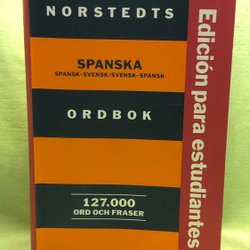 NORSTEDTS
SPANSKA
SPANSK-SVENSK/SVENSK-SPANSK
ORDBOK
127.000
ORD OCH FRASER
Edición para estudiantes